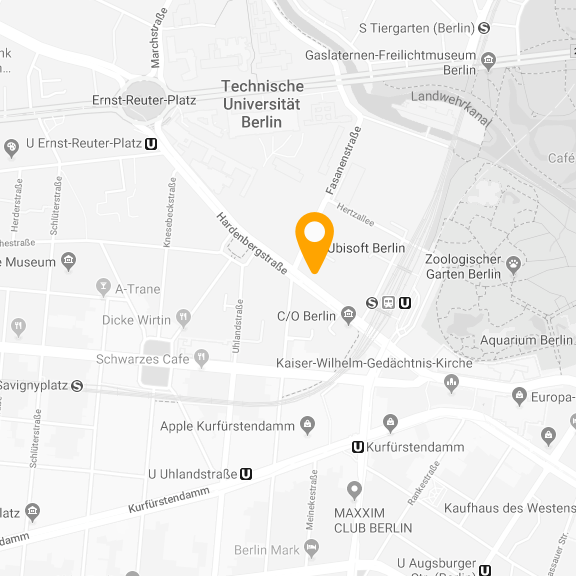 S Tiergarten (Berlin)
Marchstraße
Gaslaternen-Freilichtmuseum
Berlin
Technische
Universität
Berlin
Ernst-Reuter-Platz
Landwehrkanal
U Ernst-Reuter-Platz
Fasanenstraße
Café
Herderstraße
Schlüterstraße
Knesebeckstraße
Hertzallee
Hardenbergstraße
Ubisoft Berlin
Zoologischer
Garten Berlin
e Museum
A-Trane
Dicke Wirtin
Uhlandstraße
C/O Berlin
S
U
Aquarium Berlin
Schwarzes Cafe
Kaiser-Wilhelm-Gedächtnis-Kirche
Savignyplatz
Europa-
Schlüterstraße
Apple Kurfürstendamm
Kurfürstendamm
U Uhlandstraße
Kurfürstendamm
Meinekestraße
Rankestraße
MAXXIM
CLUB BERLIN
Kaufhaus des Westens
latz
damm
Berlin Mark
U Augsburger